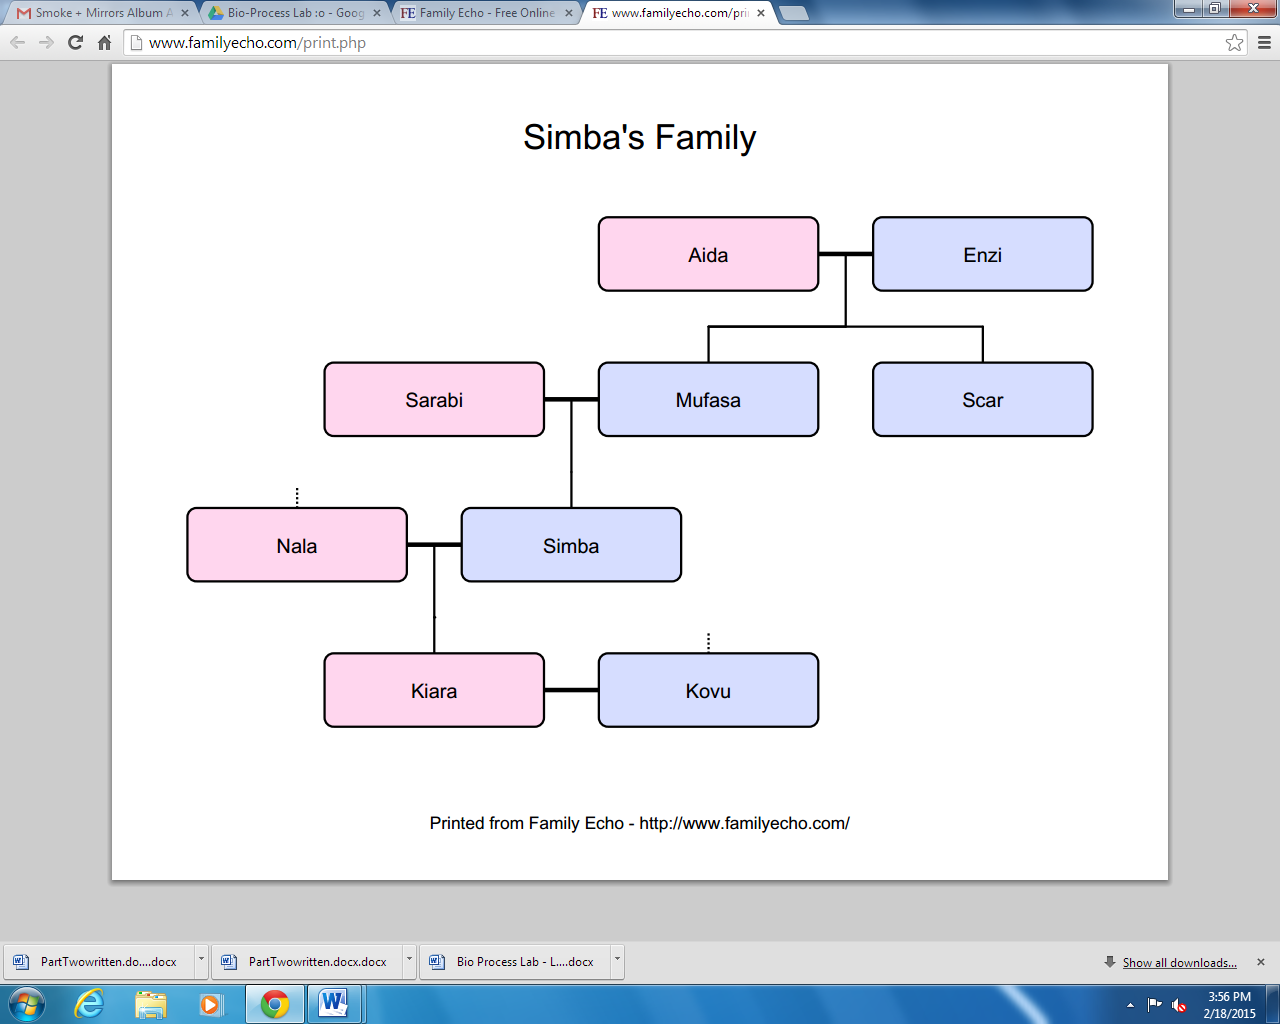 Smoke + Mirrors Album A
Bio-Process Lab :o - Goog
FE Family Echo - Free Online
FE www.familyecho.com/pri
www.familyecho.com/print.php
Simba's Family
Aida Enzi
Sarabi Mufasa Scar
Nala Simba
Kiara Kovu
Printed from Family Echo - http://www.familyecho.com/
PartTwowritten.do....docx PartTwowritten.docx.docx Bio Process Lab - L....docx Show all downloads...
3:56 PM
2/18/2015